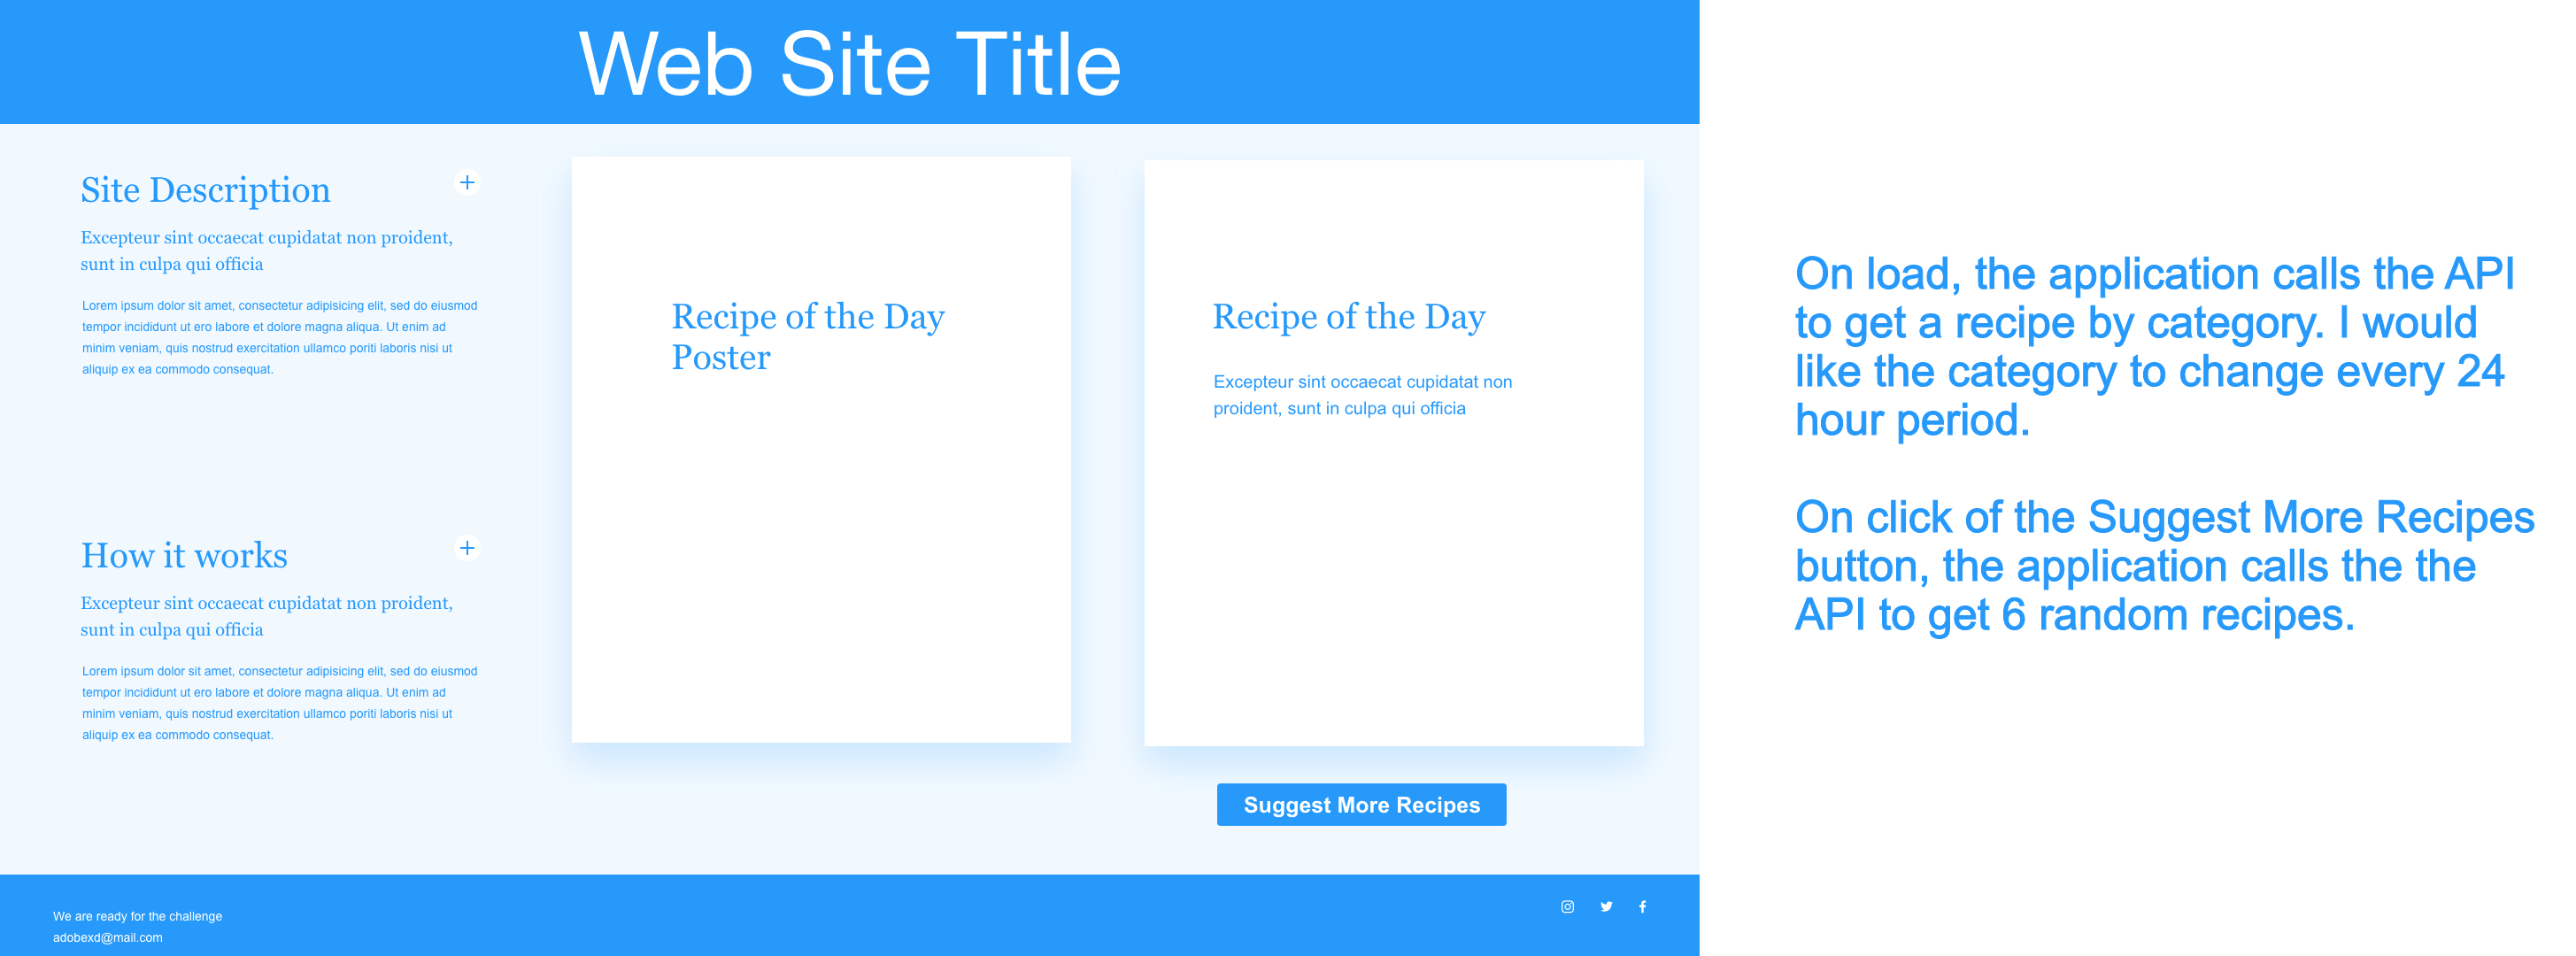 Web Site Title
Site Description
Excepteur sint occaecat cupidatat non proident,
sunt in culpa qui officia
Lorem ipsum dolor sit amet, consectetur adipisicing elit, sed do eiusmod
tempor incididunt ut ero labore et dolore magna aliqua. Ut enim ad
minim veniam, quis nostrud exercitation ullamco poriti laboris nisi ut
aliquip ex ea commodo consequat.
How it works
Excepteur sint occaecat cupidatat non proident,
sunt in culpa qui officia
Lorem ipsum dolor sit amet, consectetur adipisicing elit, sed do eiusmod
tempor incididunt ut ero labore et dolore magna aliqua. Ut enim ad
minim veniam, quis nostrud exercitation ullamco poriti laboris nisi ut
aliquip ex ea commodo consequat.
Recipe of the Day
Poster
Recipe of the Day
Excepteur sint occaecat cupidatat non
proident, sunt in culpa qui officia
Suggest More Recipes
We are ready for the challenge
adobexd@mail.com
On load, the application calls the API
to get a recipe by category. I would
like the category to change every 24
hour period.
On click of the Suggest More Recipes
button, the application calls the the
API to get 6 random recipes.